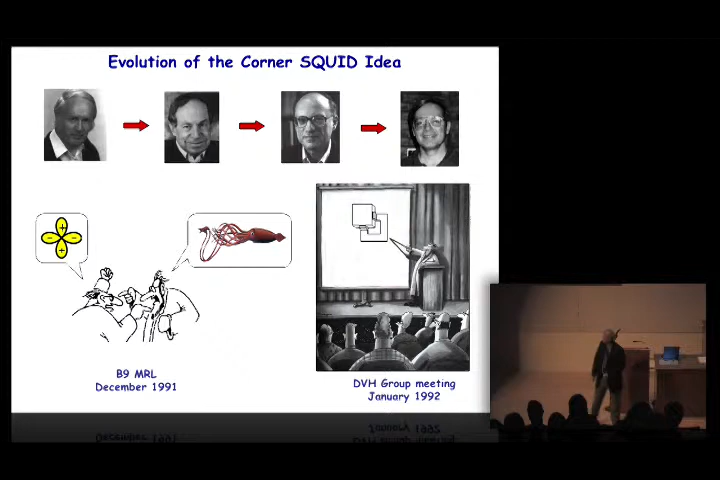 Evolution of the Corner SQUID Idea
+
- -
+
B9 MRL
December 1991
DVH Group meeting
January 1992